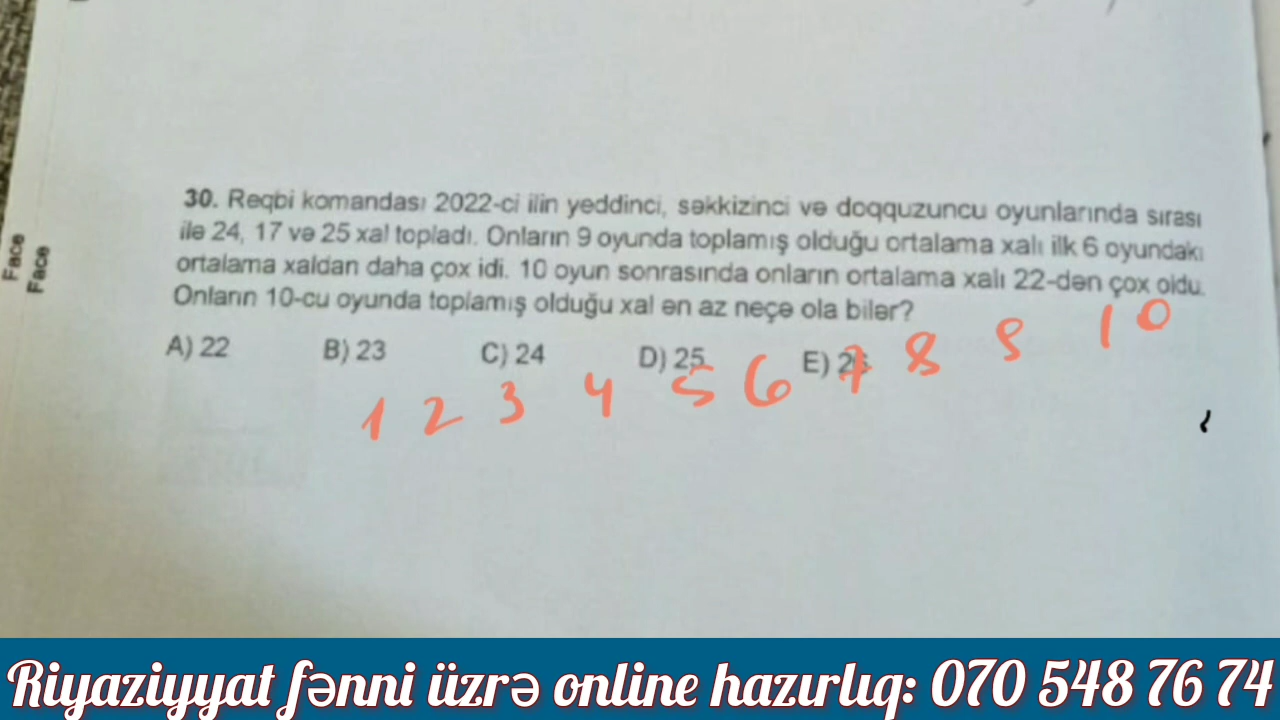 Face
Face
30. Reqbi komandası 2022-ci ilin yeddinci, səkkizinci və doqquzuncu oyunlarında sırası
ilə 24, 17 və 25 xal topladı. Onların 9 oyunda toplamış olduğu ortalama xalı ilk 6 oyundakı
ortalama xaldan daha çox idi. 10 oyun sonrasında onların ortalama xalı 22-dən çox oldu.
Onların 10-cu oyunda toplamış olduğu xal ən az neçə ola bilər?
A) 22 B) 23 C) 24 D) 25 E)
1 2 3 4 5 6 7 8 9 10
Riyaziyyat fənni üzrə online hazırlıq: 070 548 76 74